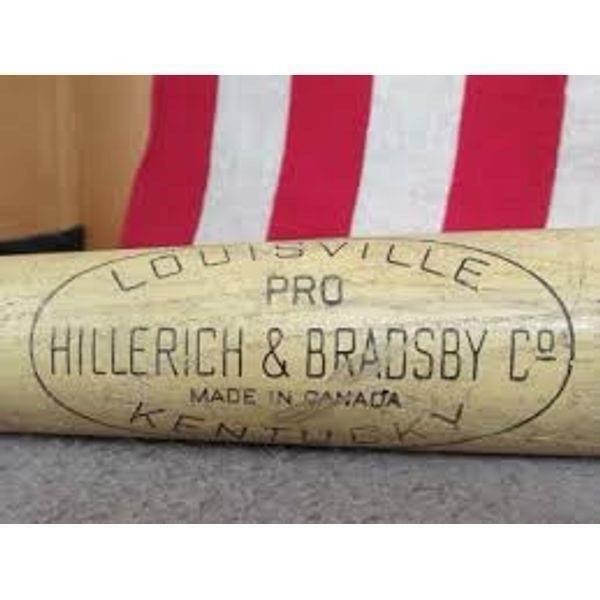 LOUISVILLE
PRO
HILLERICH & BRADSBY Cº
MADE IN CANADA
KENTUCKY